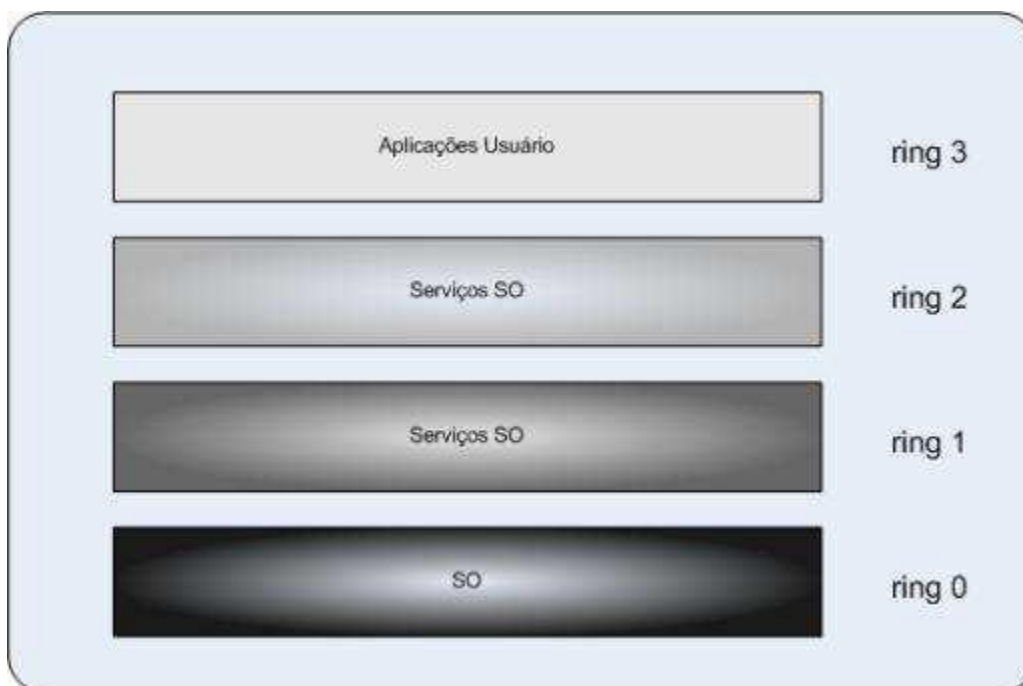 Aplicações Usuário ring 3
Serviços SO ring 2
Serviços SO ring 1
SO ring 0